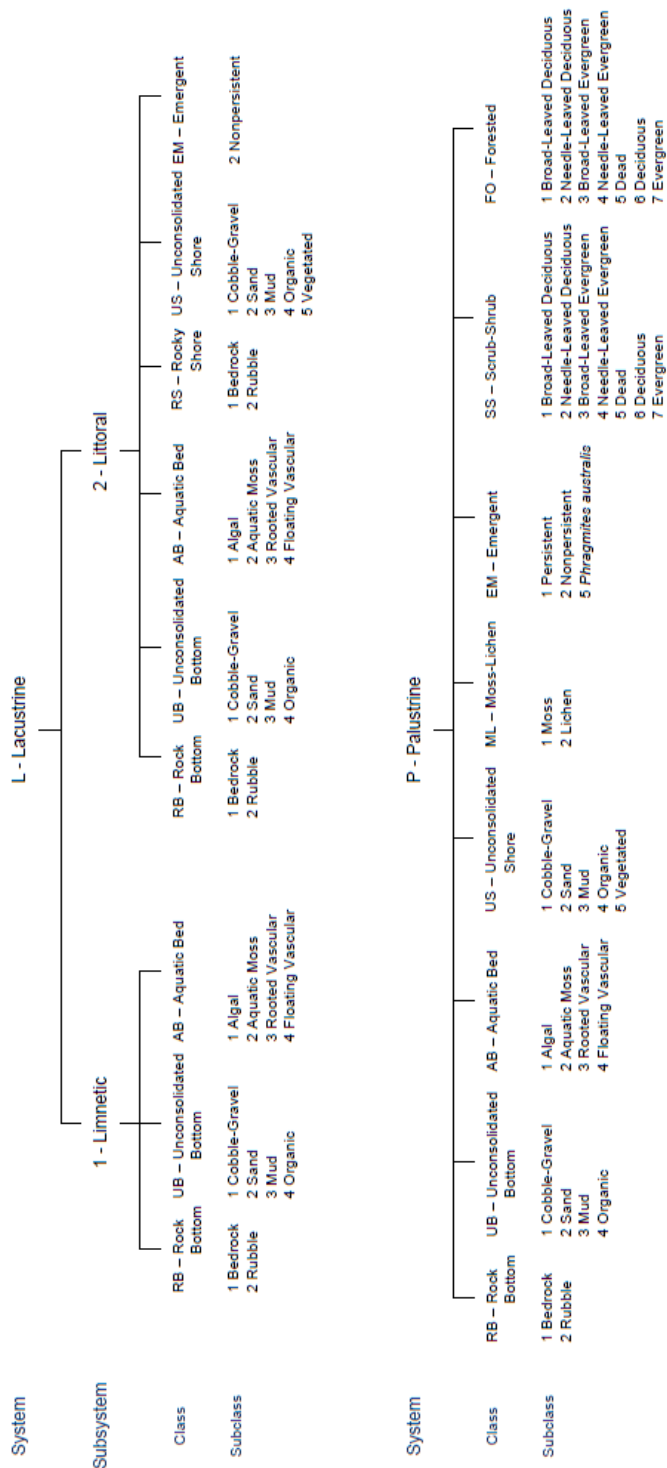 System
L - Lacustrine
Subsystem
1 - Limnetic
2 - Littoral
Class
RB – Rock
Bottom
UB – Unconsolidated
Bottom
AB – Aquatic Bed
RB – Rock
Bottom
UB – Unconsolidated
Bottom
AB – Aquatic Bed
RS – Rocky
Shore
US – Unconsolidated
Shore
EM – Emergent
Subclass
1 Bedrock
2 Rubble
1 Cobble-Gravel
2 Sand
3 Mud
4 Organic
1 Algal
2 Aquatic Moss
3 Rooted Vascular
4 Floating Vascular
1 Bedrock
2 Rubble
1 Cobble-Gravel
2 Sand
3 Mud
4 Organic
1 Algal
2 Aquatic Moss
3 Rooted Vascular
4 Floating Vascular
1 Bedrock
2 Rubble
1 Cobble-Gravel
2 Sand
3 Mud
4 Organic
5 Vegetated
2 Nonpersistent
System
P - Palustrine
Class
RB – Rock
Bottom
UB – Unconsolidated
Bottom
AB – Aquatic Bed
US – Unconsolidated
Shore
ML – Moss-Lichen
EM – Emergent
SS – Scrub-Shrub
FO – Forested
Subclass
1 Bedrock
2 Rubble
1 Cobble-Gravel
2 Sand
3 Mud
4 Organic
1 Algal
2 Aquatic Moss
3 Rooted Vascular
4 Floating Vascular
1 Cobble-Gravel
2 Sand
3 Mud
4 Organic
5 Vegetated
1 Moss
2 Lichen
1 Persistent
2 Nonpersistent
5 Phragmites australis
1 Broad-Leaved Deciduous
2 Needle-Leaved Deciduous
3 Broad-Leaved Evergreen
4 Needle-Leaved Evergreen
5 Dead
6 Deciduous
7 Evergreen
1 Broad-Leaved Deciduous
2 Needle-Leaved Deciduous
3 Broad-Leaved Evergreen
4 Needle-Leaved Evergreen
5 Dead
6 Deciduous
7 Evergreen